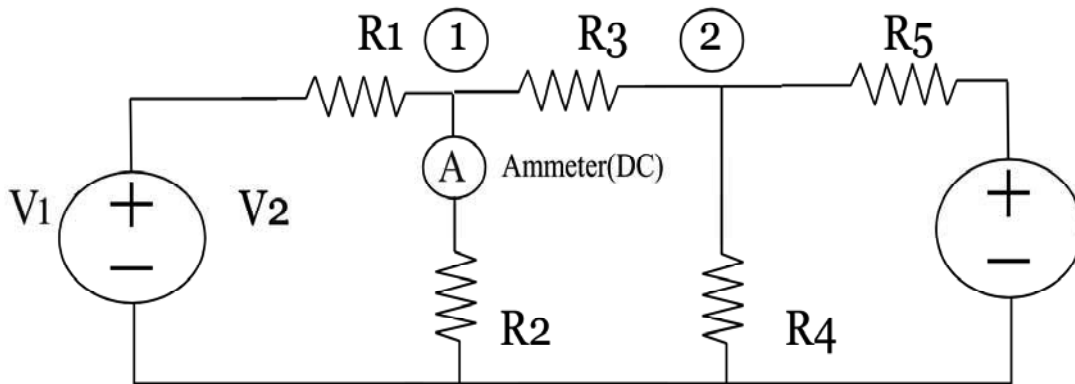 R1
1
R3
2
R5
A
Ammeter(DC)
V1
+
V2
+
−
−
R2
R4